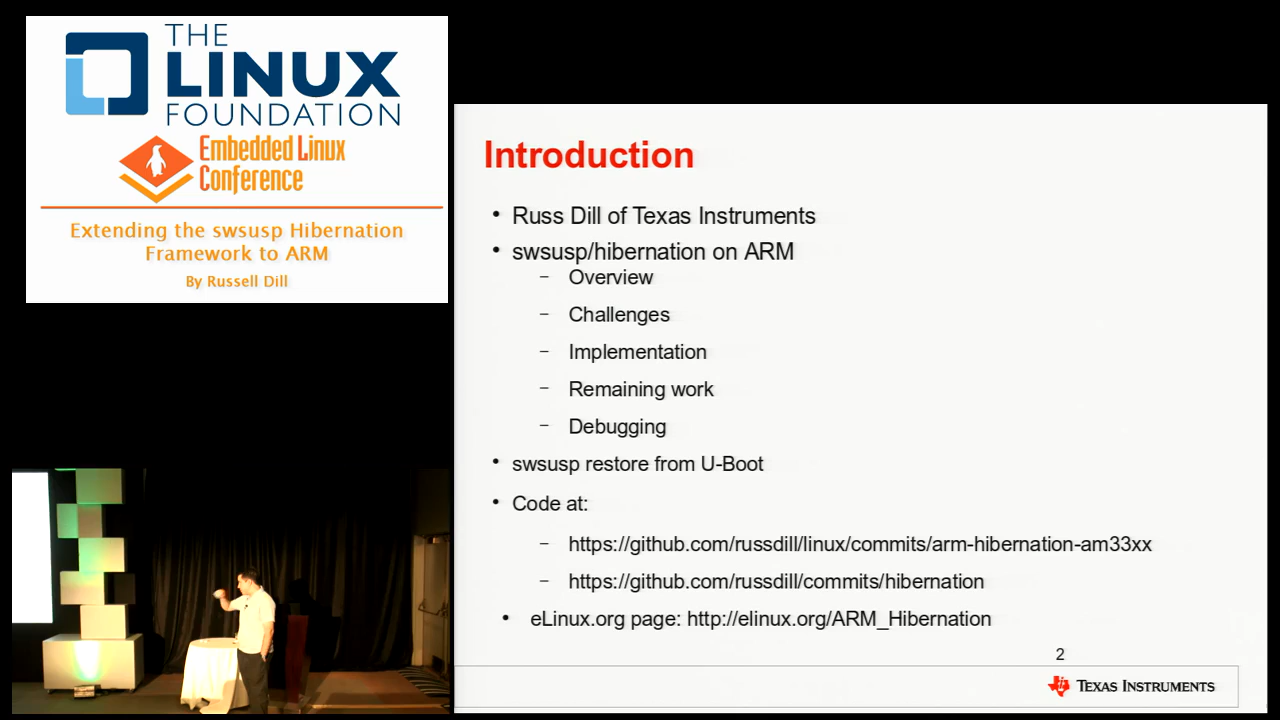 THE
LINUX
FOUNDATION
Embedded Linux
Conference
Extending the swsusp Hibernation
Framework to ARM
By Russell Dill
Introduction
• Russ Dill of Texas Instruments
• swsusp/hibernation on ARM
– Overview
– Challenges
– Implementation
– Remaining work
– Debugging
• swsusp restore from U-Boot
• Code at:
– https://github.com/russdill/linux/commits/arm-hibernation-am33xx
– https://github.com/russdill/commits/hibernation
• eLinux.org page: http://elinux.org/ARM_Hibernation
2
TEXAS INSTRUMENTS